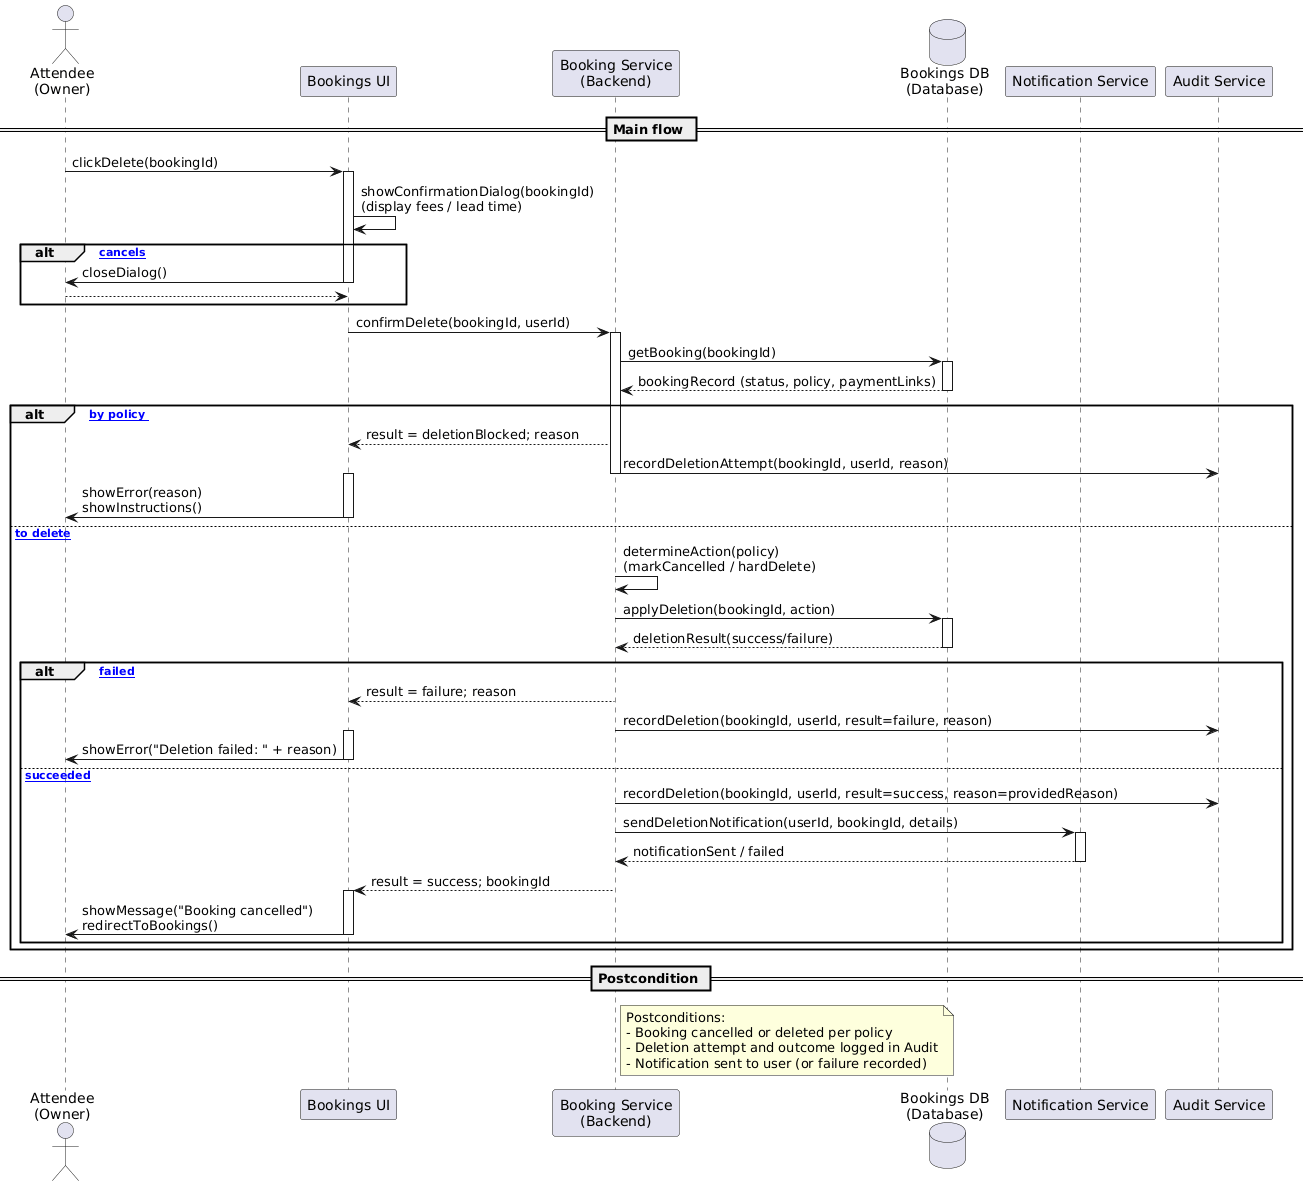 Attendee
(Owner)
Bookings UI
Booking Service
(Backend)
Bookings DB
(Database)
Notification Service
Audit Service
Main flow
clickDelete(bookingId)
showConfirmationDialog(bookingId)
(display fees / lead time)
alt
cancels
closeDialog()
confirmDelete(bookingId, userId)
getBooking(bookingId)
bookingRecord (status, policy, paymentLinks)
alt
by policy
result = deletionBlocked; reason
recordDeletionAttempt(bookingId, userId, reason)
showError(reason)
showInstructions()
to delete
determineAction(policy)
(markCancelled / hardDelete)
applyDeletion(bookingId, action)
deletionResult(success/failure)
alt
failed
result = failure; reason
recordDeletion(bookingId, userId, result=failure, reason)
showError("Deletion failed: " + reason)
succeeded
recordDeletion(bookingId, userId, result=success, reason=providedReason)
sendDeletionNotification(userId, bookingId, details)
notificationSent / failed
result = success; bookingId
showMessage("Booking cancelled")
redirectToBookings()
Postcondition
Postconditions:
- Booking cancelled or deleted per policy
- Deletion attempt and outcome logged in Audit
- Notification sent to user (or failure recorded)
Attendee
(Owner)
Bookings UI
Booking Service
(Backend)
Bookings DB
(Database)
Notification Service
Audit Service